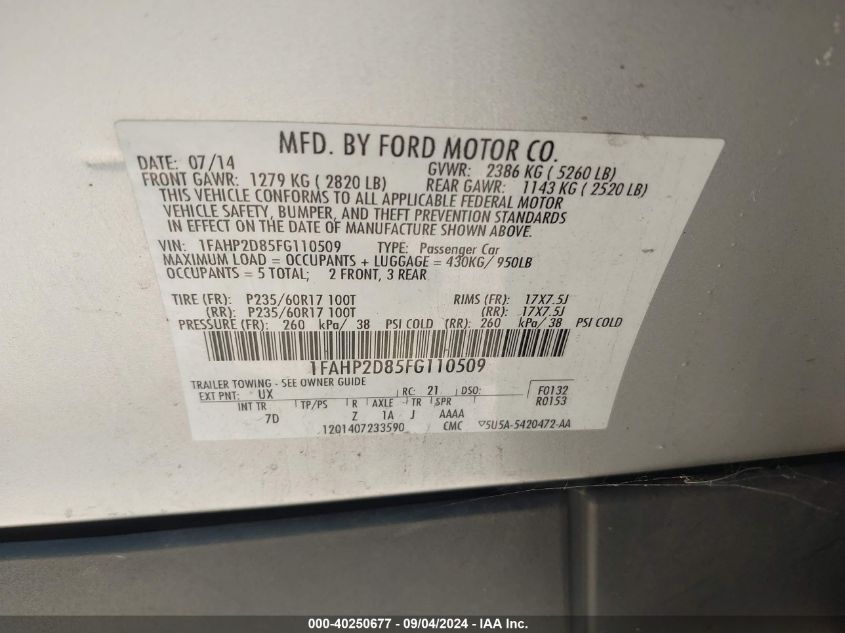 MFD. BY FORD MOTOR CO.
DATE: 07/14 GVWR: 2386 KG ( 5260 LB)
FRONT GAWR: 1279 KG ( 2820 LB) REAR GAWR: 1143 KG ( 2520 LB)
THIS VEHICLE CONFORMS TO ALL APPLICABLE FEDERAL MOTOR
VEHICLE SAFETY, BUMPER, AND THEFT PREVENTION STANDARDS
IN EFFECT ON THE DATE OF MANUFACTURE SHOWN ABOVE.
VIN: 1FAHP2D85FG110509 TYPE: Passenger Car
MAXIMUM LOAD = OCCUPANTS + LUGGAGE = 430KG/ 950LB
OCCUPANTS = 5 TOTAL; 2 FRONT, 3 REAR
TIRE (FR): P235/60R17 100T RIMS (FR): 17X7.5J
(RR): P235/60R17 100T (RR): 17X7.5J
PRESSURE (FR): 260 kPa/ 38 PSI COLD (RR): 260 kPa/ 38 PSI COLD
1FAHP2D85FG110509
TRAILER TOWING - SEE OWNER GUIDE
EXT PNT: UX RC: 21 DSO: F0132
INT TR TP/PS R AXLE TR SPR R0153
7D Z 1A J AAAA
1201407233590 CMC ▽5U5A-5420472-AA
000-40250677 - 09/04/2024 - IAA Inc.